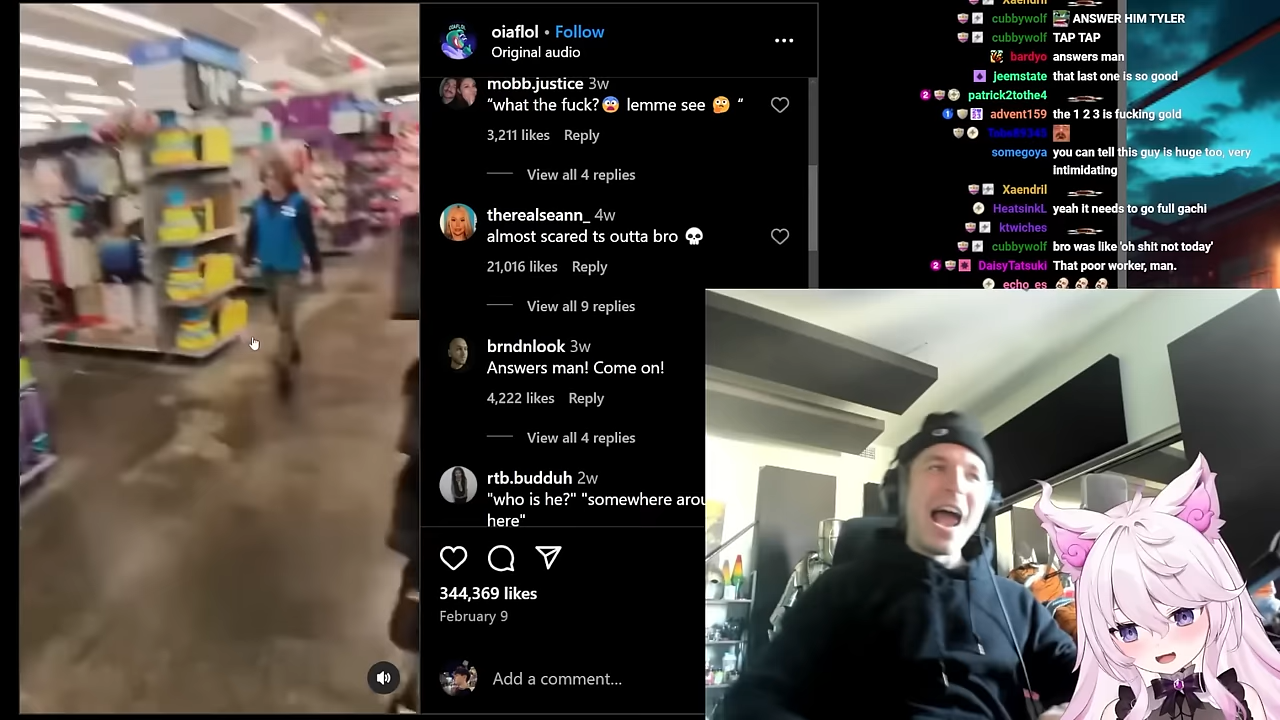 oiaflol • Follow
Original audio
mobb.justice 3w
“what the fuck?😨 lemme see 🤔 “
3,211 likes Reply
View all 4 replies
therealseann_ 4w
almost scared ts outta bro 💀
21,016 likes Reply
View all 9 replies
brndnlook 3w
Answers man! Come on!
4,222 likes Reply
View all 4 replies
rtb.budduh 2w
"who is he?" "somewhere arou
here"
344,369 likes
February 9
Add a comment...
Xaendril
cubbywolf ANSWER HIM TYLER
cubbywolf TAP TAP
bardyo answers man
jeemstate that last one is so good
2 patrick2tothe4
1 advent159 the 1 2 3 is fucking gold
somegoya you can tell this guy is huge too, very
intimidating
Xaendril
HeatsinkL yeah it needs to go full gachi
ktwiches
cubbywolf bro was like 'oh shit not today'
2 DaisyTatsuki That poor worker, man.
echo_es 💀 💀 💀